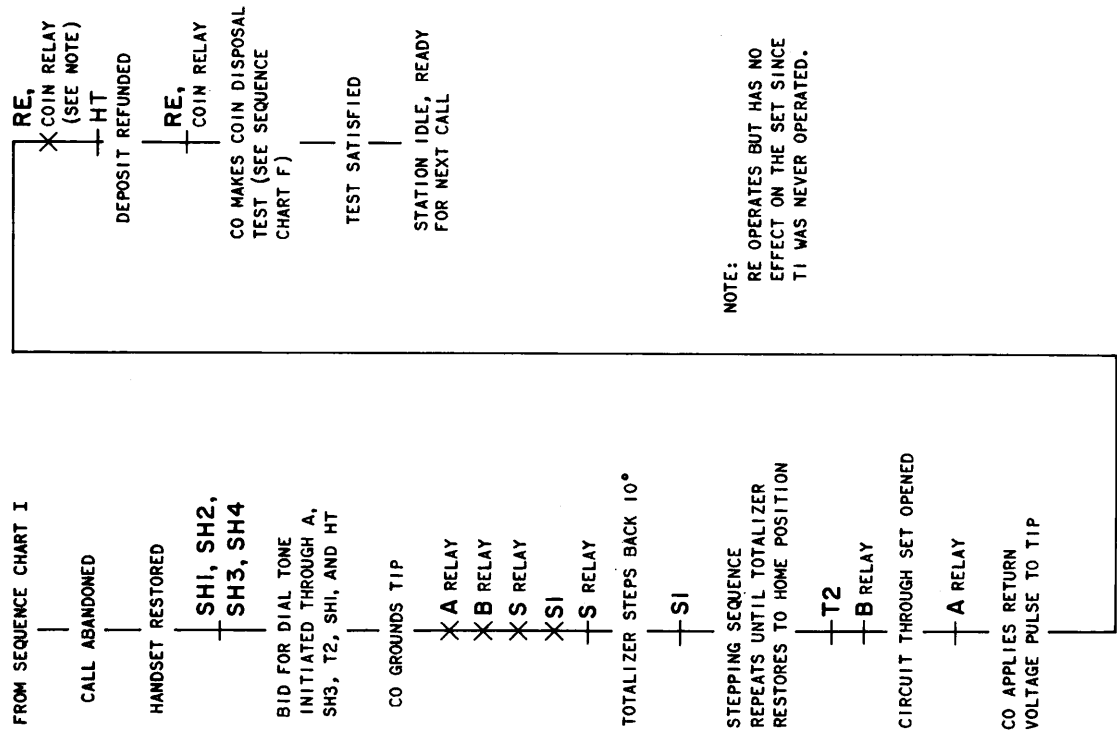 FROM SEQUENCE CHART I
CALL ABANDONED
HANDSET RESTORED
SH1, SH2,
SH3, SH4
BID FOR DIAL TONE
INITIATED THROUGH A,
SH3, T2, SH1, AND HT
CO GROUNDS TIP
A RELAY
B RELAY
S RELAY
S1
S RELAY
TOTALIZER STEPS BACK 10°
S1
STEPPING SEQUENCE
REPEATS UNTIL TOTALIZER
RESTORES TO HOME POSITION
T2
B RELAY
CIRCUIT THROUGH SET OPENED
A RELAY
CO APPLIES RETURN
VOLTAGE PULSE TO TIP
RE,
COIN RELAY
(SEE NOTE)
HT
DEPOSIT REFUNDED
RE,
COIN RELAY
CO MAKES COIN DISPOSAL
TEST (SEE SEQUENCE
CHART F)
TEST SATISFIED
STATION IDLE, READY
FOR NEXT CALL
NOTE:
RE OPERATES BUT HAS NO
EFFECT ON THE SET SINCE
T1 WAS NEVER OPERATED.